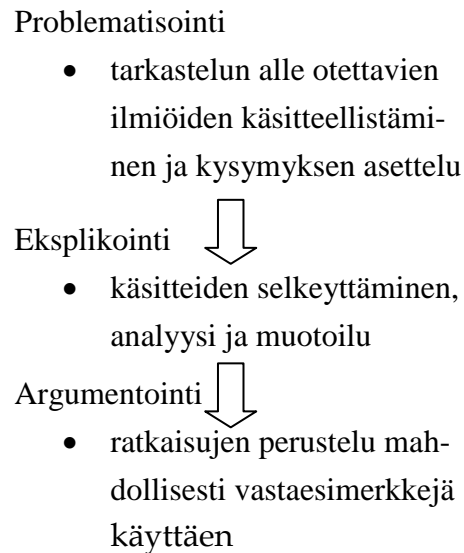 Problematisointi
• tarkastelun alle otettavien
ilmiöiden käsitteellistämi-
nen ja kysymyksen asettelu
Eksplikointi
• käsitteiden selkeyttäminen,
analyysi ja muotoilu
Argumentointi
• ratkaisujen perustelu mah-
dollisesti vastaesimerkkejä
käyttäen